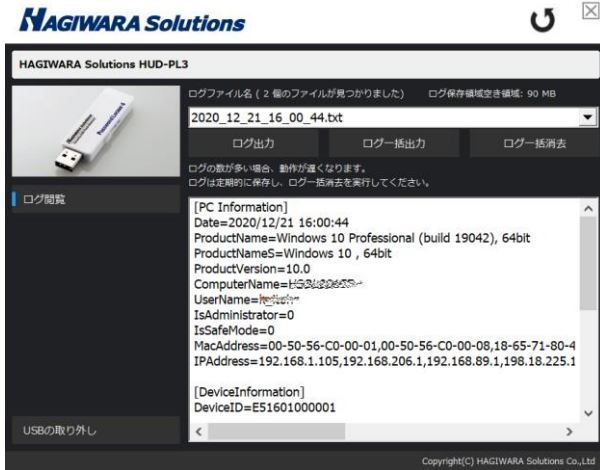 HAGIWARA Solutions
HAGIWARA Solutions HUD-PL3
ログファイル名 ( 2 個のファイルが見つかりました)　ログ保存領域空き領域: 90 MB
2020_12_21_16_00_44.txt
ログ出力　ログ一括出力　ログ一括消去
ログの数が多い場合、動作が遅くなります。
ログは定期的に保存し、ログ一括消去を実行してください。
ログ閲覧
[PC Information]
Date=2020/12/21 16:00:44
ProductName=Windows 10 Professional (build 19042), 64bit
ProductNameS=Windows 10 , 64bit
ProductVersion=10.0
ComputerName=
UserName=
IsAdministrator=0
IsSafeMode=0
MacAddress=00-50-56-C0-00-01,00-50-56-C0-00-08,18-65-71-80-4
IPAddress=192.168.1.105,192.168.206.1,192.168.89.1,198.18.225.1
[DeviceInformation]
DeviceID=E51601000001
USBの取り外し
Copyright(C) HAGIWARA Solutions Co.,Ltd